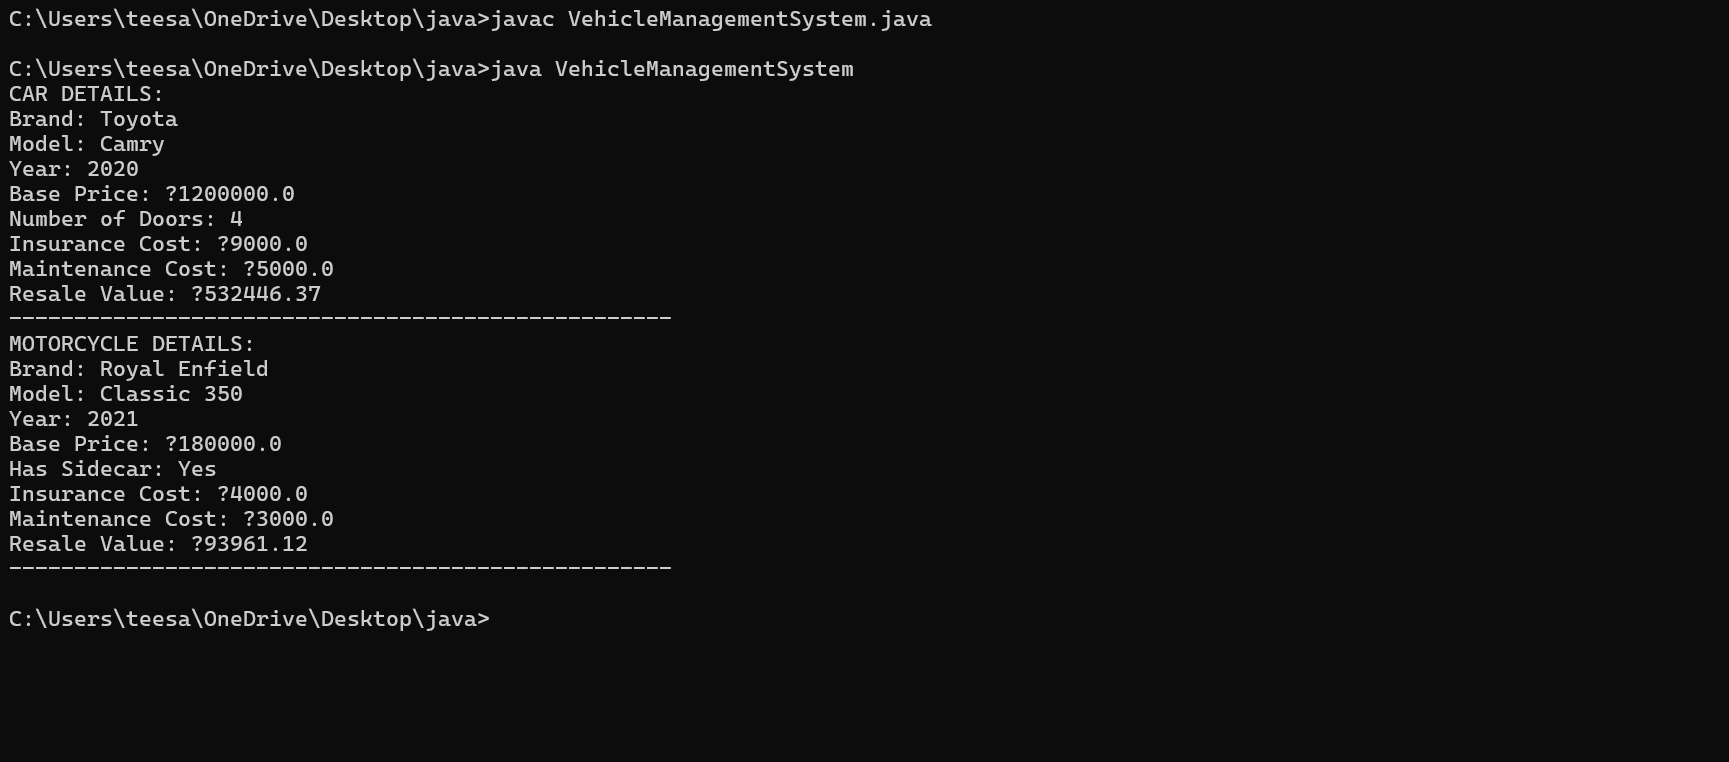 C:\Users\teesa\OneDrive\Desktop\java>javac VehicleManagementSystem.java
C:\Users\teesa\OneDrive\Desktop\java>java VehicleManagementSystem
CAR DETAILS:
Brand: Toyota
Model: Camry
Year: 2020
Base Price: ?1200000.0
Number of Doors: 4
Insurance Cost: ?9000.0
Maintenance Cost: ?5000.0
Resale Value: ?532446.37
---------------------------------------------------
MOTORCYCLE DETAILS:
Brand: Royal Enfield
Model: Classic 350
Year: 2021
Base Price: ?180000.0
Has Sidecar: Yes
Insurance Cost: ?4000.0
Maintenance Cost: ?3000.0
Resale Value: ?93961.12
---------------------------------------------------
C:\Users\teesa\OneDrive\Desktop\java>